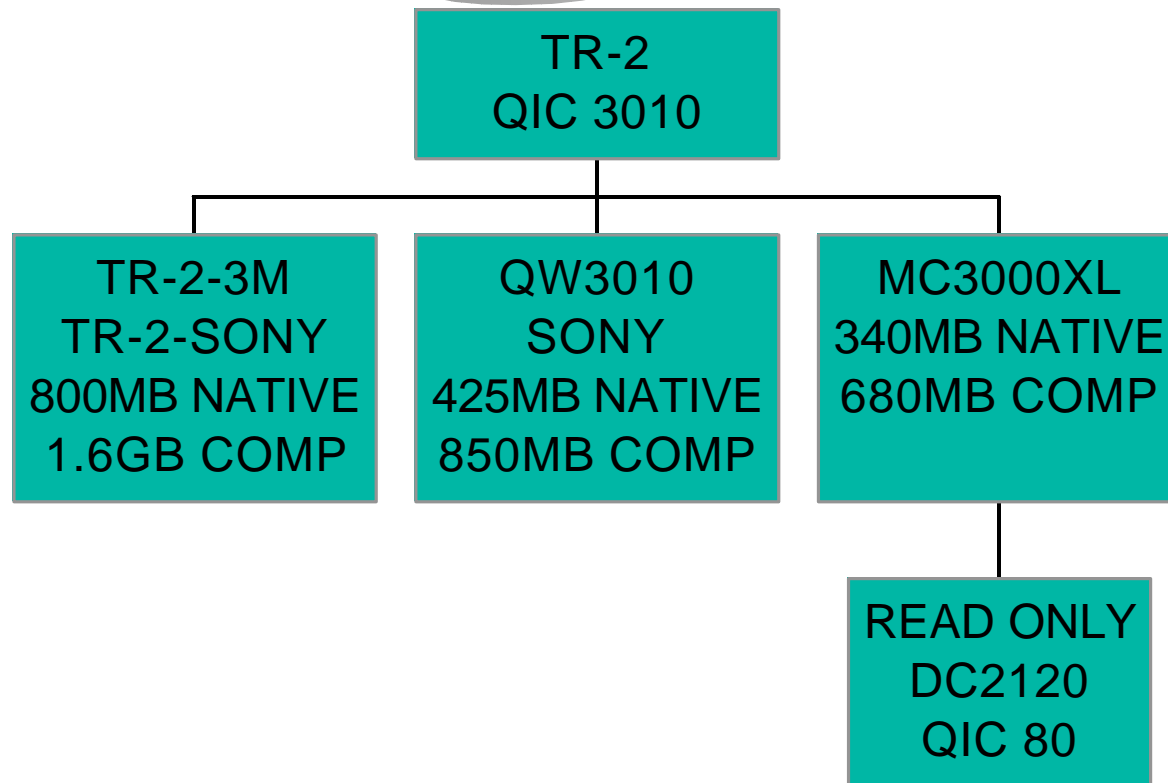 TR-2
QIC 3010
TR-2-3M
TR-2-SONY
800MB NATIVE
1.6GB COMP
QW3010
SONY
425MB NATIVE
850MB COMP
MC3000XL
340MB NATIVE
680MB COMP
READ ONLY
DC2120
QIC 80